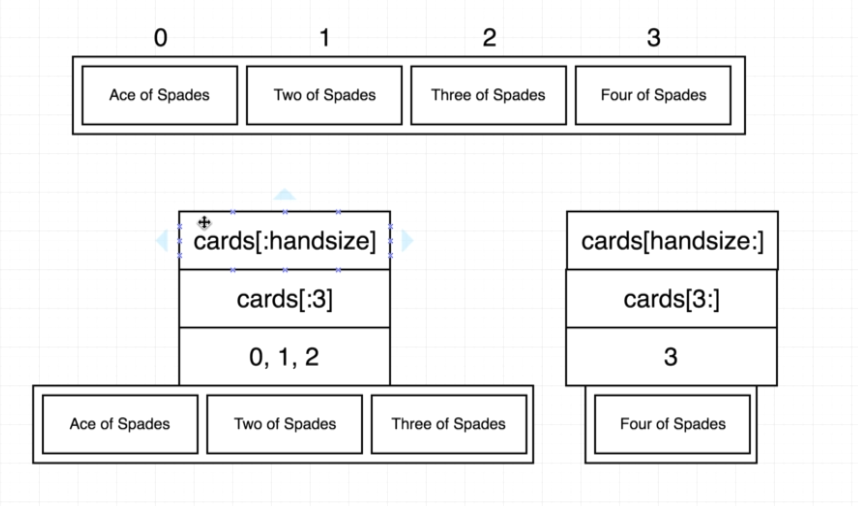 0 1 2 3
Ace of Spades Two of Spades Three of Spades Four of Spades
cards[:handsize] cards[handsize:]
cards[:3] cards[3:]
0, 1, 2 3
Ace of Spades Two of Spades Three of Spades Four of Spades